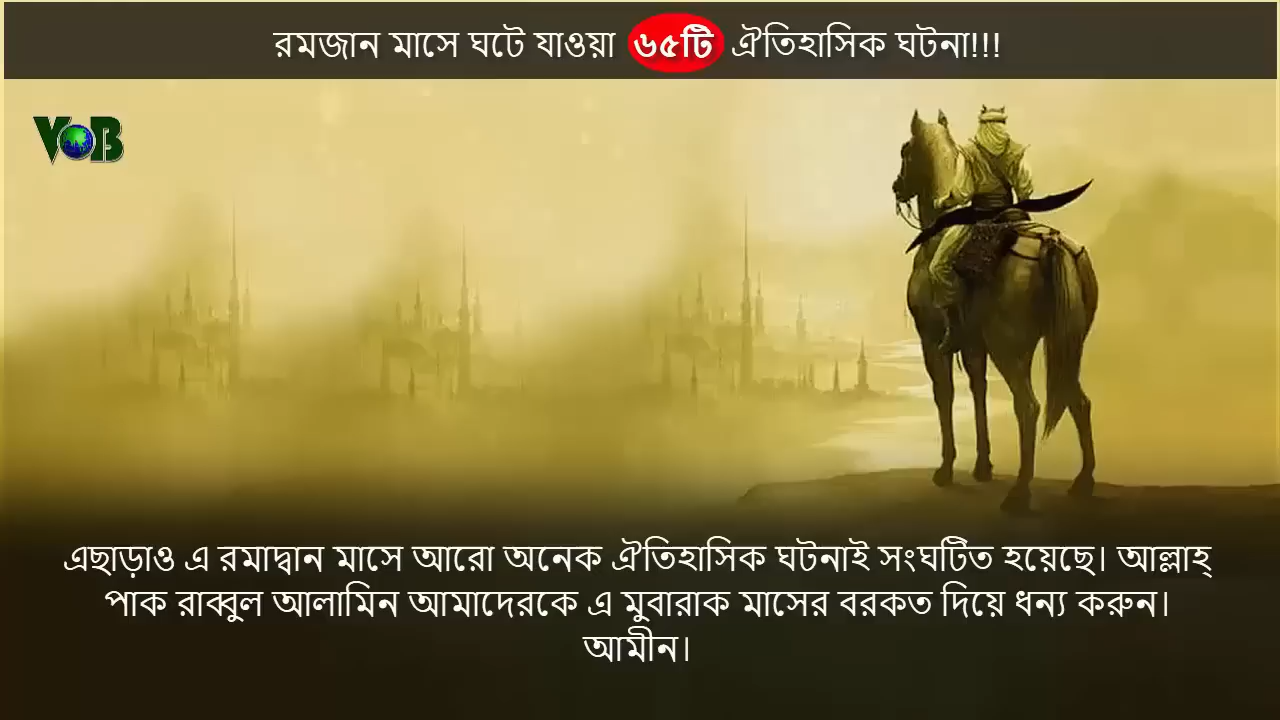 রমজান মাসে ঘটে যাওয়া ৬৫টি ঐতিহাসিক ঘটনা!!!
VOB
এছাড়াও এ রমাদ্বান মাসে আরো অনেক ঐতিহাসিক ঘটনাই সংঘটিত হয়েছে। আল্লাহ্
পাক রাব্বুল আলামিন আমাদেরকে এ মুবারাক মাসের বরকত দিয়ে ধন্য করুন।
আমীন।